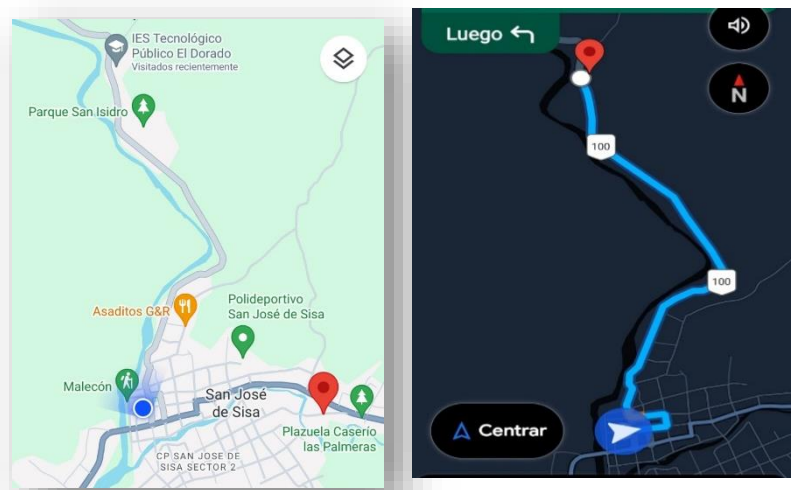 IES Tecnológico
Público El Dorado
Visitados recientemente
Parque San Isidro
Asaditos G&R
Polideportivo
San José de Sisa
Malecón
San José
de Sisa
Plazuela Caserío
las Palmeras
CP SAN JOSE DE
SISA SECTOR 2
Luego
N
100
100
Centrar